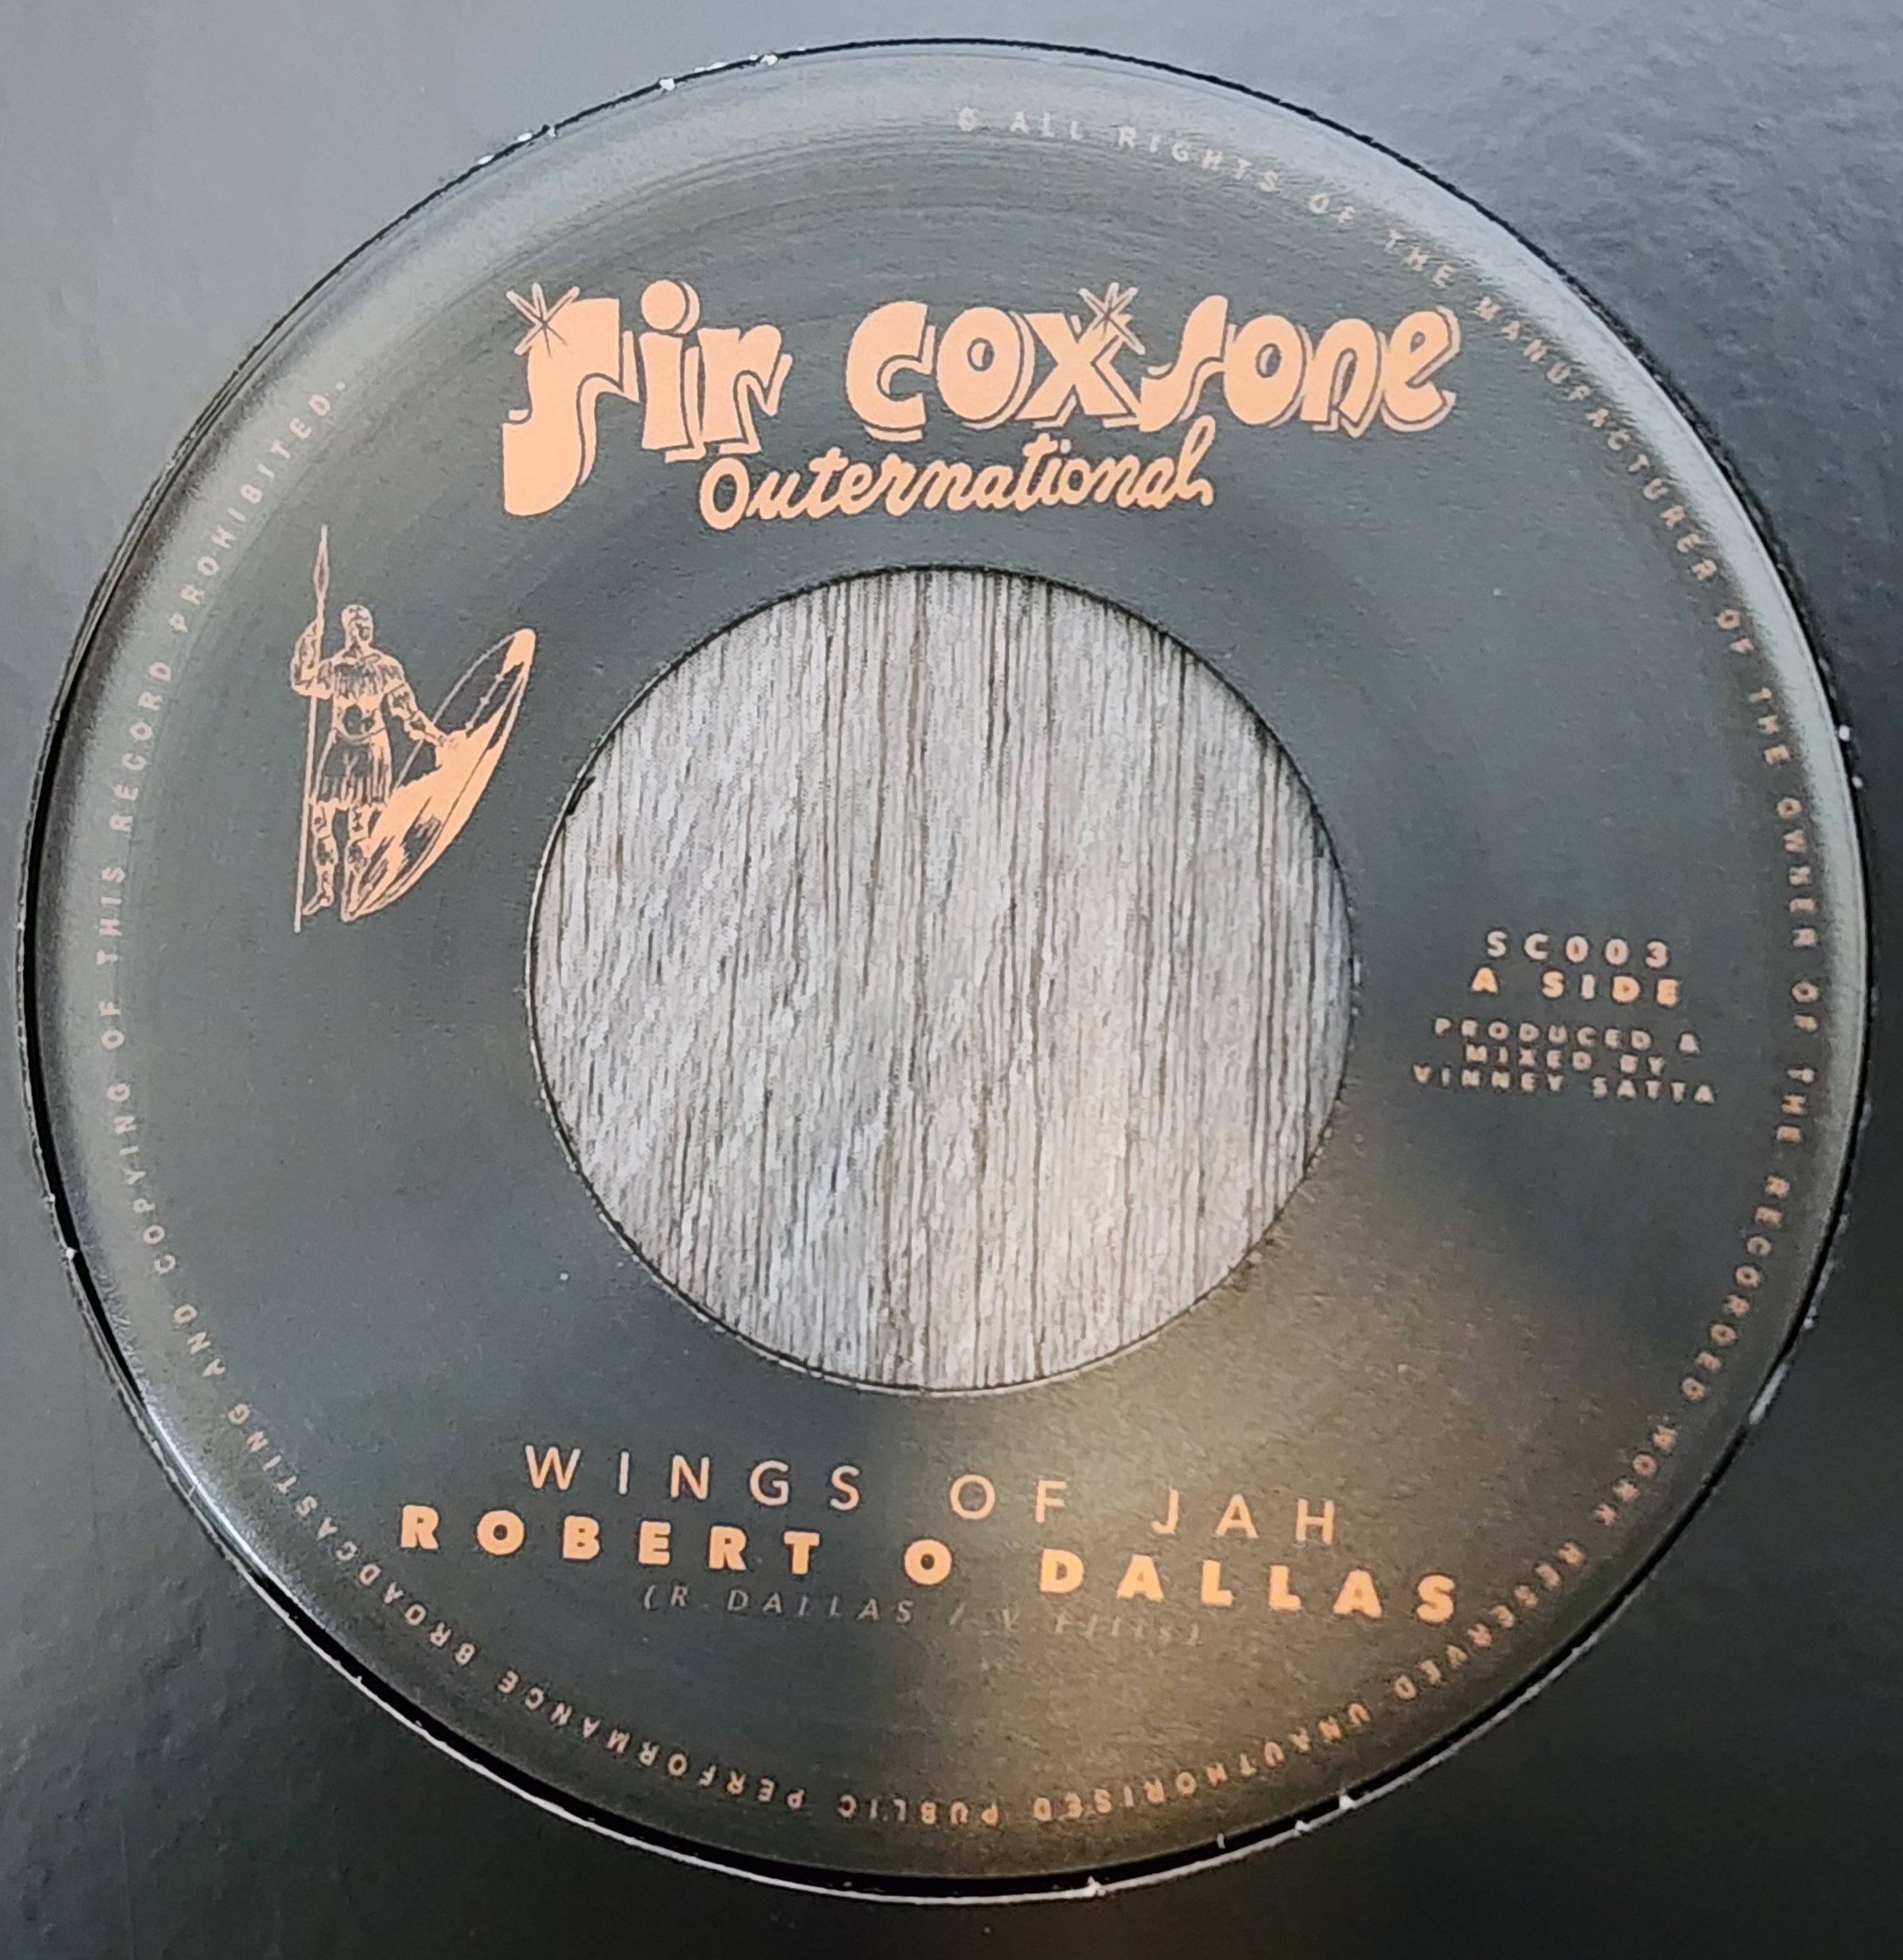 ℗ ALL RIGHTS OF THE MANUFACTURER OF THE OWNER OF THE RECORDED WORK RESERVED UNAUTHORISED PUBLIC PERFORMANCE BROADCASTING AND COPYING OF THIS RECORD PROHIBITED.
Sir Coxsone
Outernational
SC003
A SIDE
PRODUCED &
MIXED BY
VINNEY SATTA
WINGS OF JAH
ROBERT O DALLAS
(R. DALLAS / V.